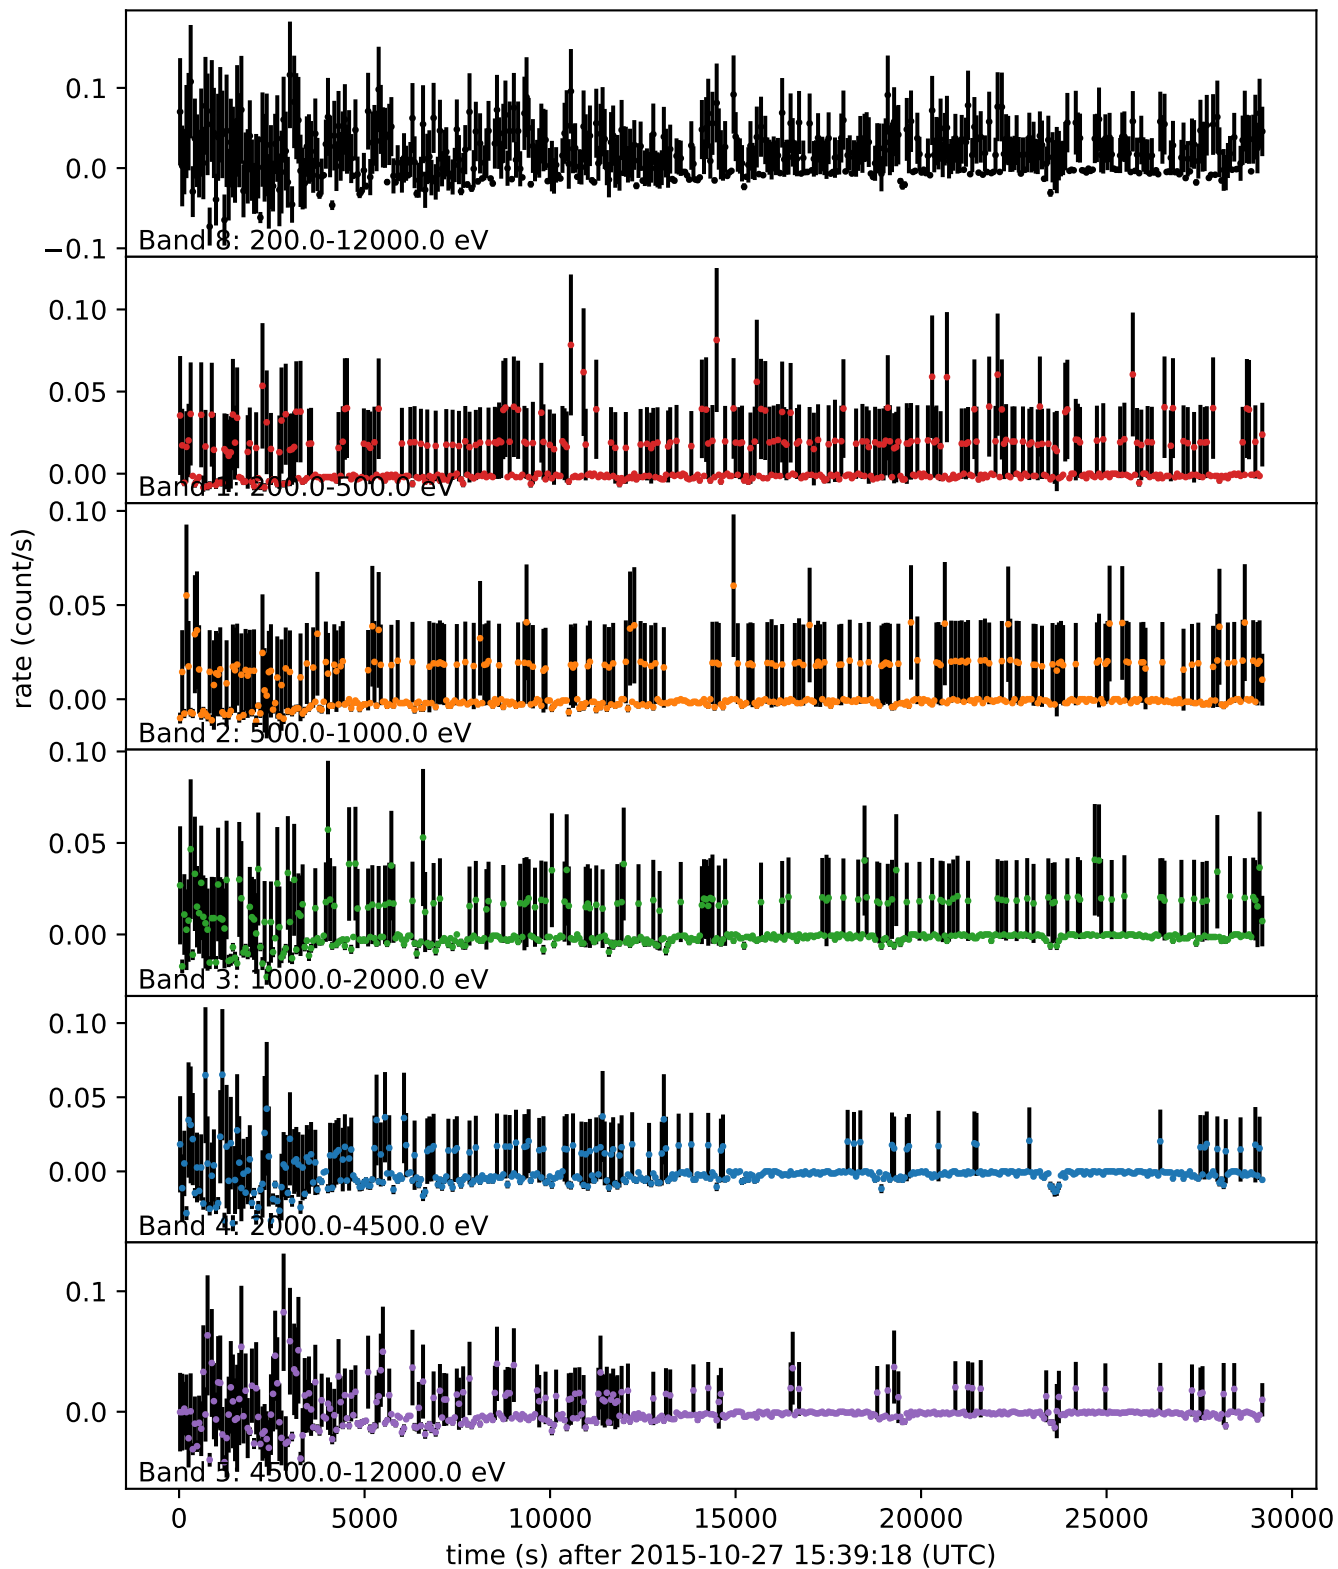 0.1
0.0
−0.1
Band 8: 200.0-12000.0 eV
0.10
0.05
0.00
Band 1: 200.0-500.0 eV
rate (count/s)
0.10
0.05
0.00
Band 2: 500.0-1000.0 eV
0.10
0.05
0.00
Band 3: 1000.0-2000.0 eV
0.10
0.05
0.00
Band 4: 2000.0-4500.0 eV
0.1
0.0
Band 5: 4500.0-12000.0 eV
0 5000 10000 15000 20000 25000 30000
time (s) after 2015-10-27 15:39:18 (UTC)